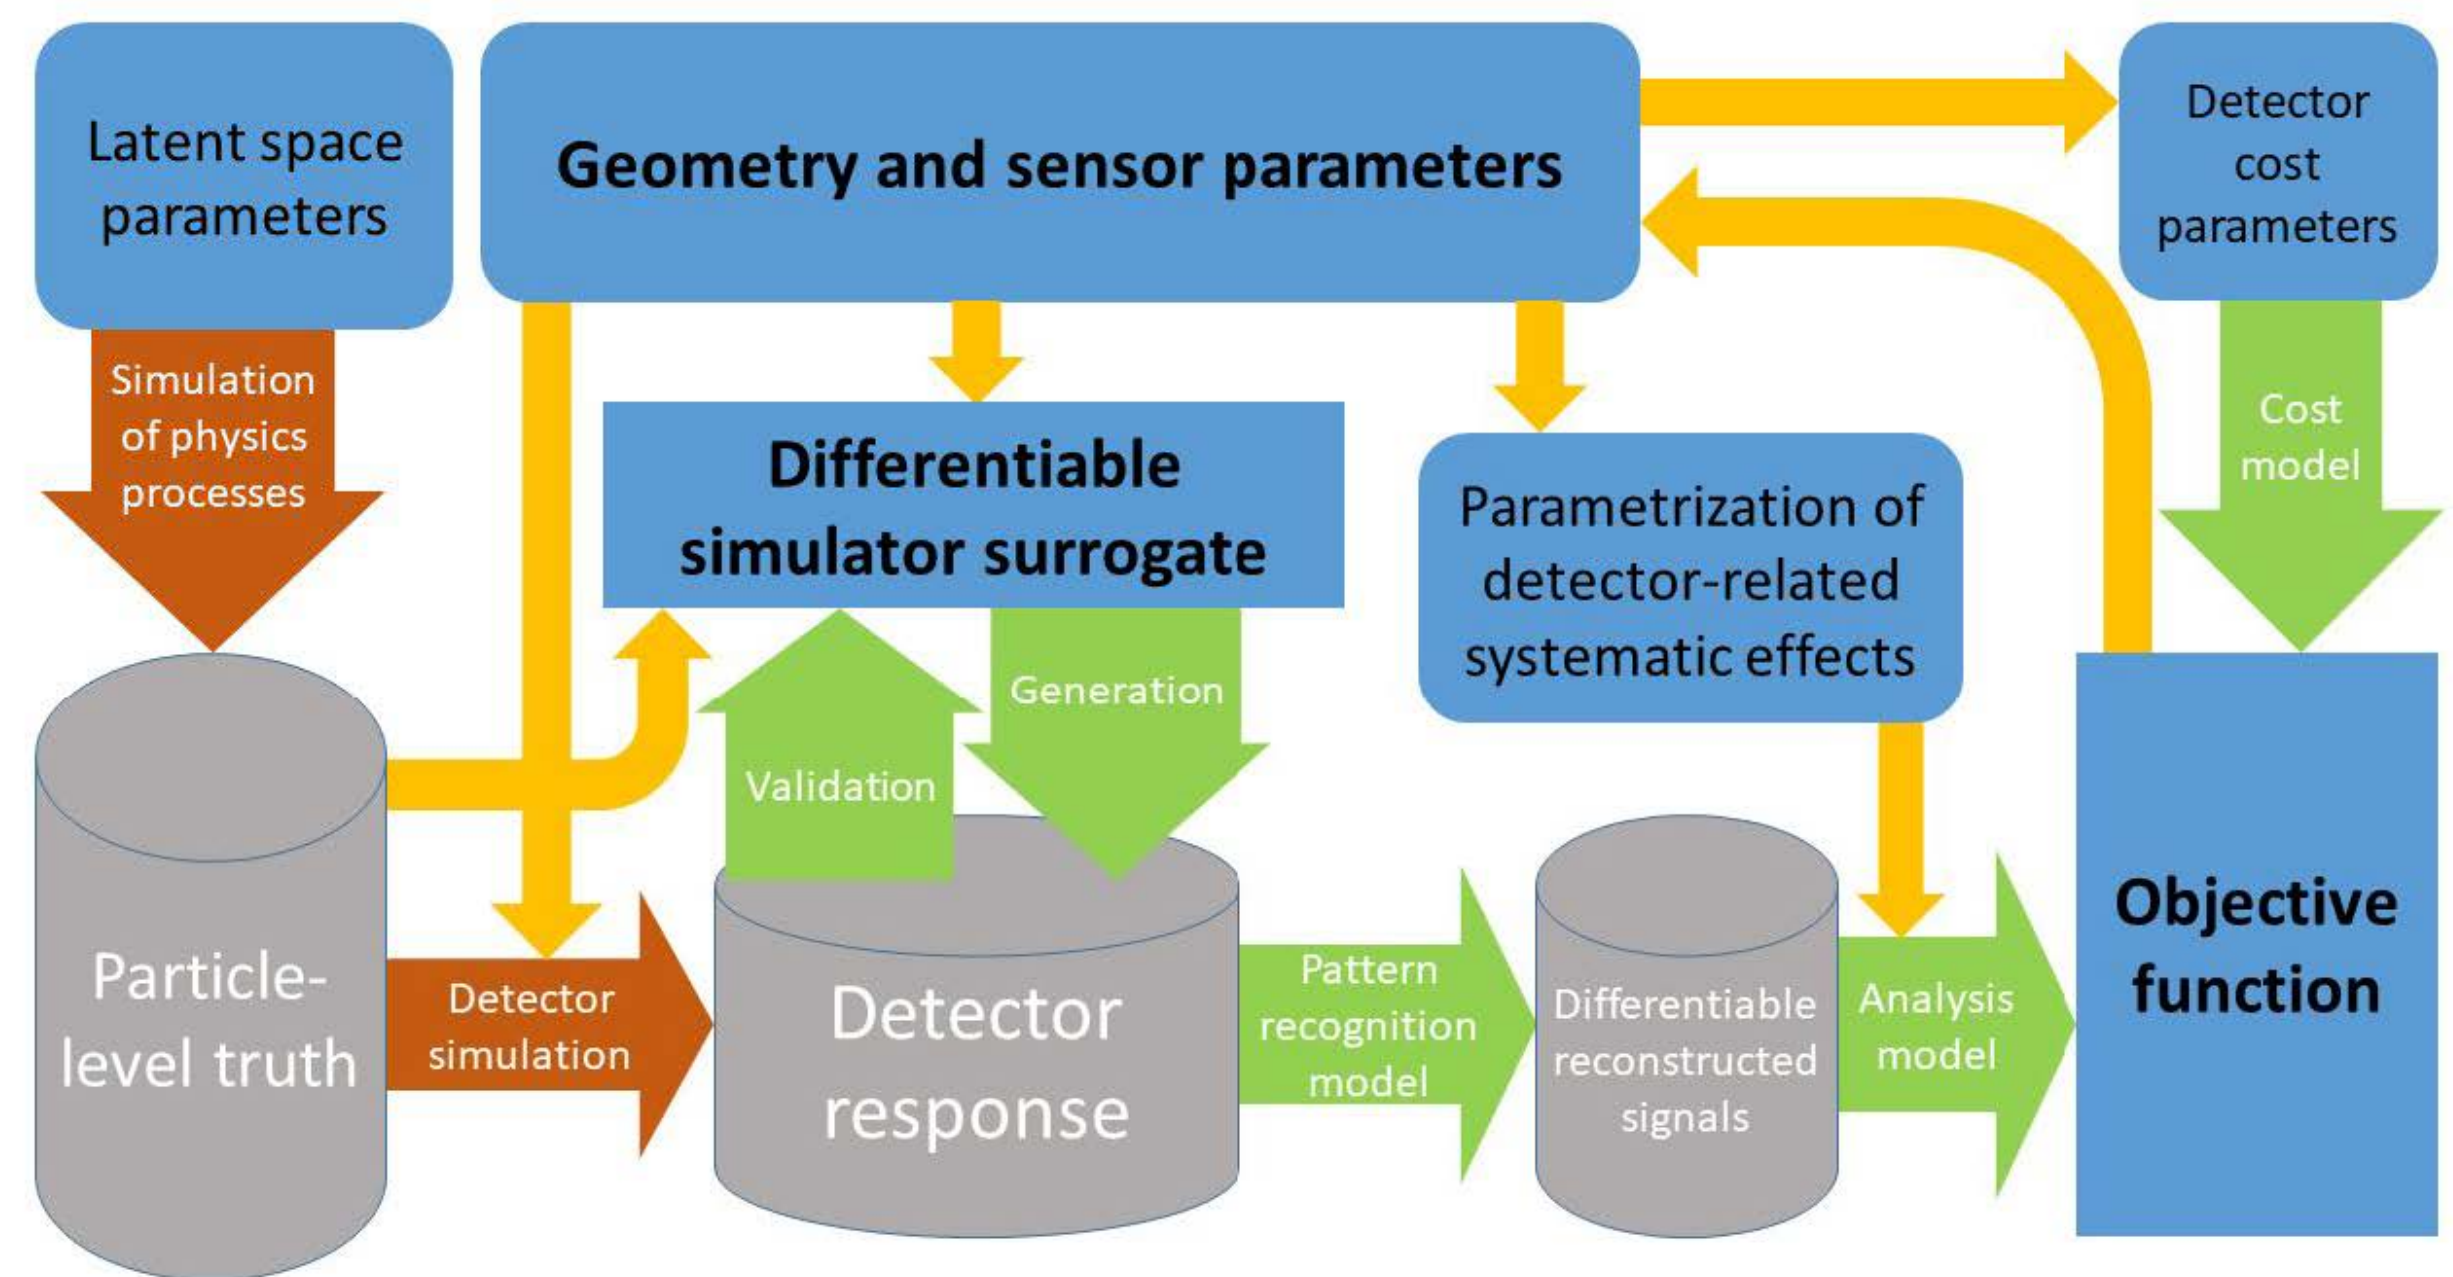 Latent space
parameters
Geometry and sensor parameters
Detector
cost
parameters
Simulation
of physics
processes
Differentiable
simulator surrogate
Parametrization of
detector-related
systematic effects
Cost
model
Generation
Validation
Particle-
level truth
Detector
simulation
Detector
response
Pattern
recognition
model
Differentiable
reconstructed
signals
Analysis
model
Objective
function